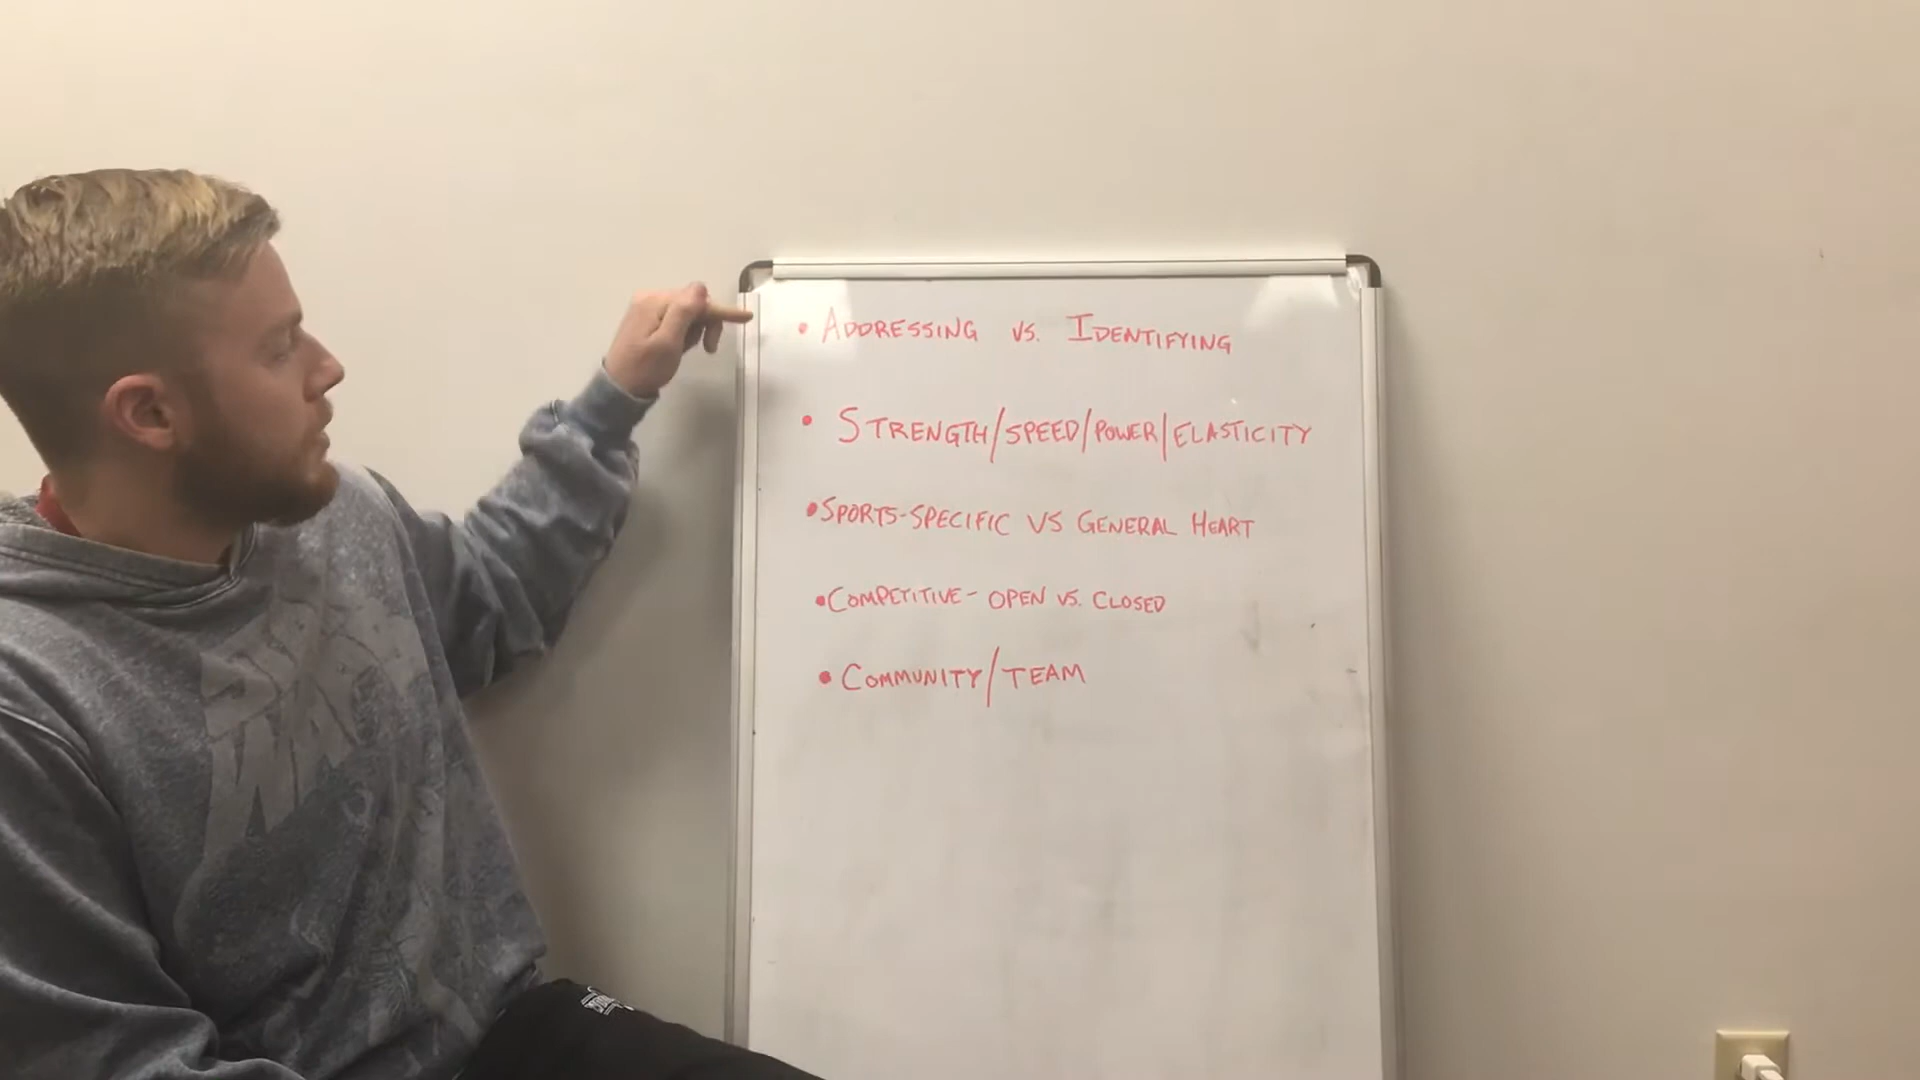 • ADDRESSING VS. IDENTIFYING
• STRENGTH/SPEED/POWER/ELASTICITY
• SPORTS-SPECIFIC VS GENERAL HEART
• COMPETITIVE- OPEN VS. CLOSED
• COMMUNITY/TEAM